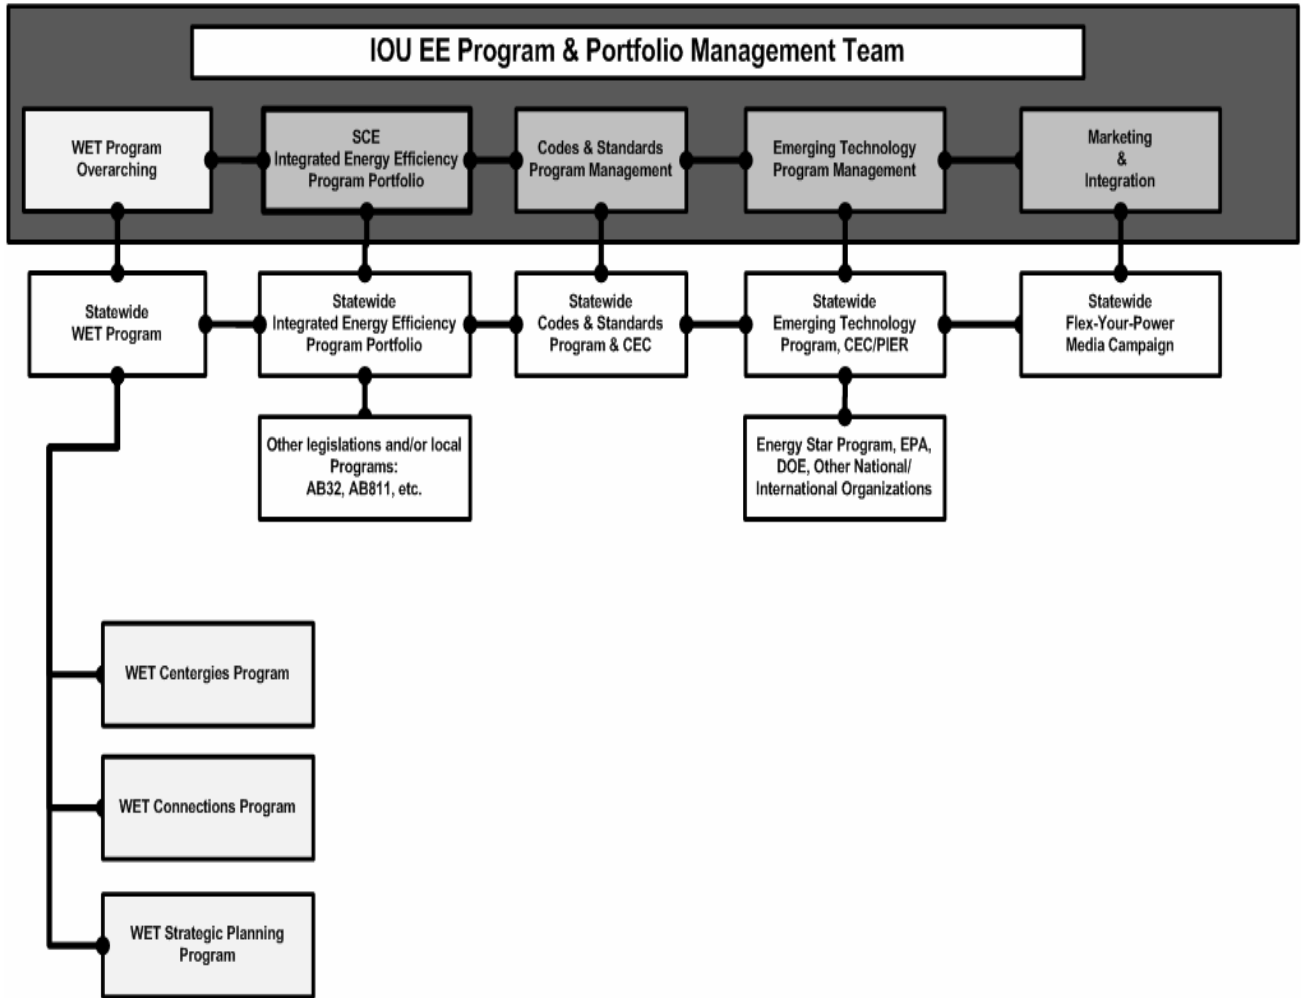 IOU EE Program & Portfolio Management Team
WET Program
Overarching
SCE
Integrated Energy Efficiency
Program Portfolio
Codes & Standards
Program Management
Emerging Technology
Program Management
Marketing
&
Integration
Statewide
WET Program
Statewide
Integrated Energy Efficiency
Program Portfolio
Statewide
Codes & Standards
Program & CEC
Statewide
Emerging Technology
Program, CEC/PIER
Statewide
Flex-Your-Power
Media Campaign
Other legislations and/or local
Programs:
AB32, AB811, etc.
Energy Star Program, EPA,
DOE, Other National/
International Organizations
WET Centergies Program
WET Connections Program
WET Strategic Planning
Program